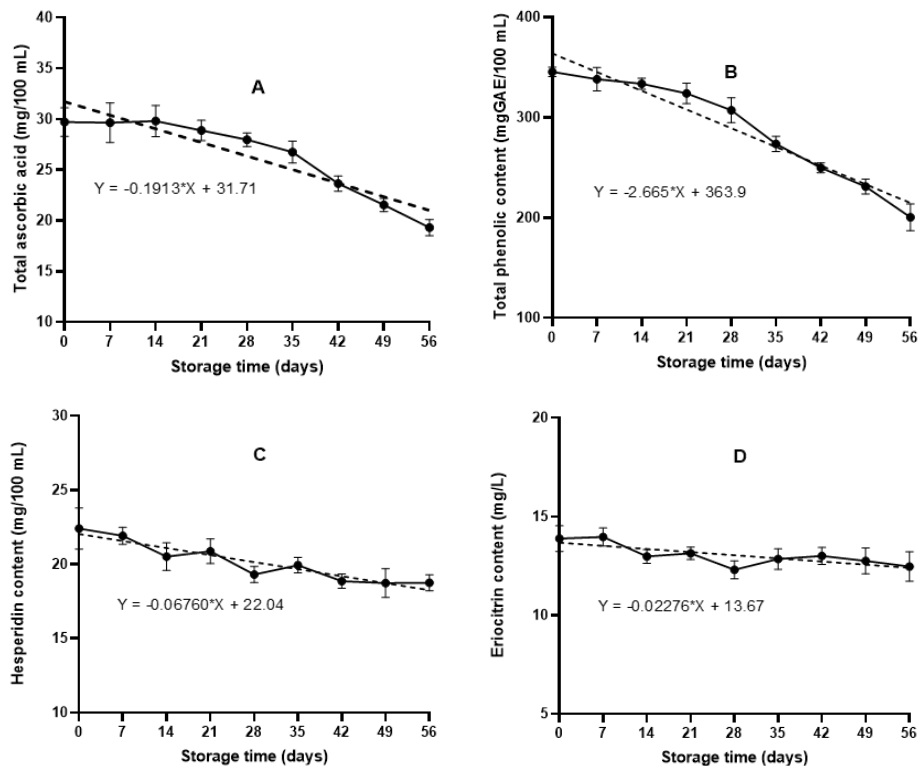 A
Total ascorbic acid (mg/100 mL)
40
35
30
25
20
15
10
Y = -0.1913*X + 31.71
0 7 14 21 28 35 42 49 56
Storage time (days)
B
Total phenolic content (mgGAE/100 mL)
400
300
200
100
Y = -2.665*X + 363.9
0 7 14 21 28 35 42 49 56
Storage time (days)
C
Hesperidin content (mg/100 mL)
30
25
20
15
10
Y = -0.06760*X + 22.04
0 7 14 21 28 35 42 49 56
Storage time (days)
D
Eriocitrin content (mg/L)
20
15
10
5
Y = -0.02276*X + 13.67
0 7 14 21 28 35 42 49 56
Storage time (days)